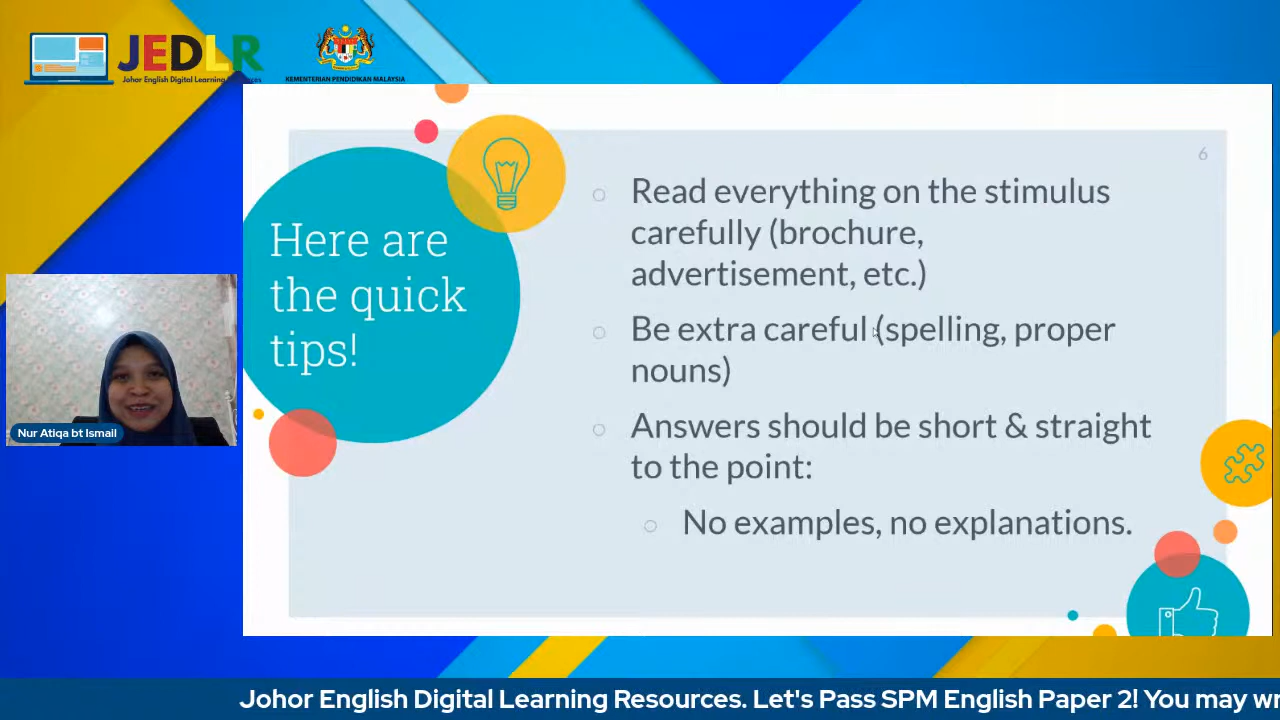 JEDLR
Johor English Digital Learning Resources
KEMENTERIAN PENDIDIKAN MALAYSIA
6
Here are
the quick
tips!
Read everything on the stimulus
carefully (brochure,
advertisement, etc.)
Be extra careful (spelling, proper
nouns)
Answers should be short & straight
to the point:
No examples, no explanations.
Nur Atiqa bt Ismail
Johor English Digital Learning Resources. Let's Pass SPM English Paper 2! You may